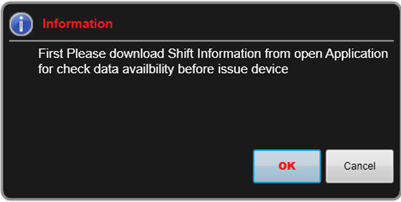 Information
First Please download Shift Information from open Application
for check data availbility before issue device
OK
Cancel